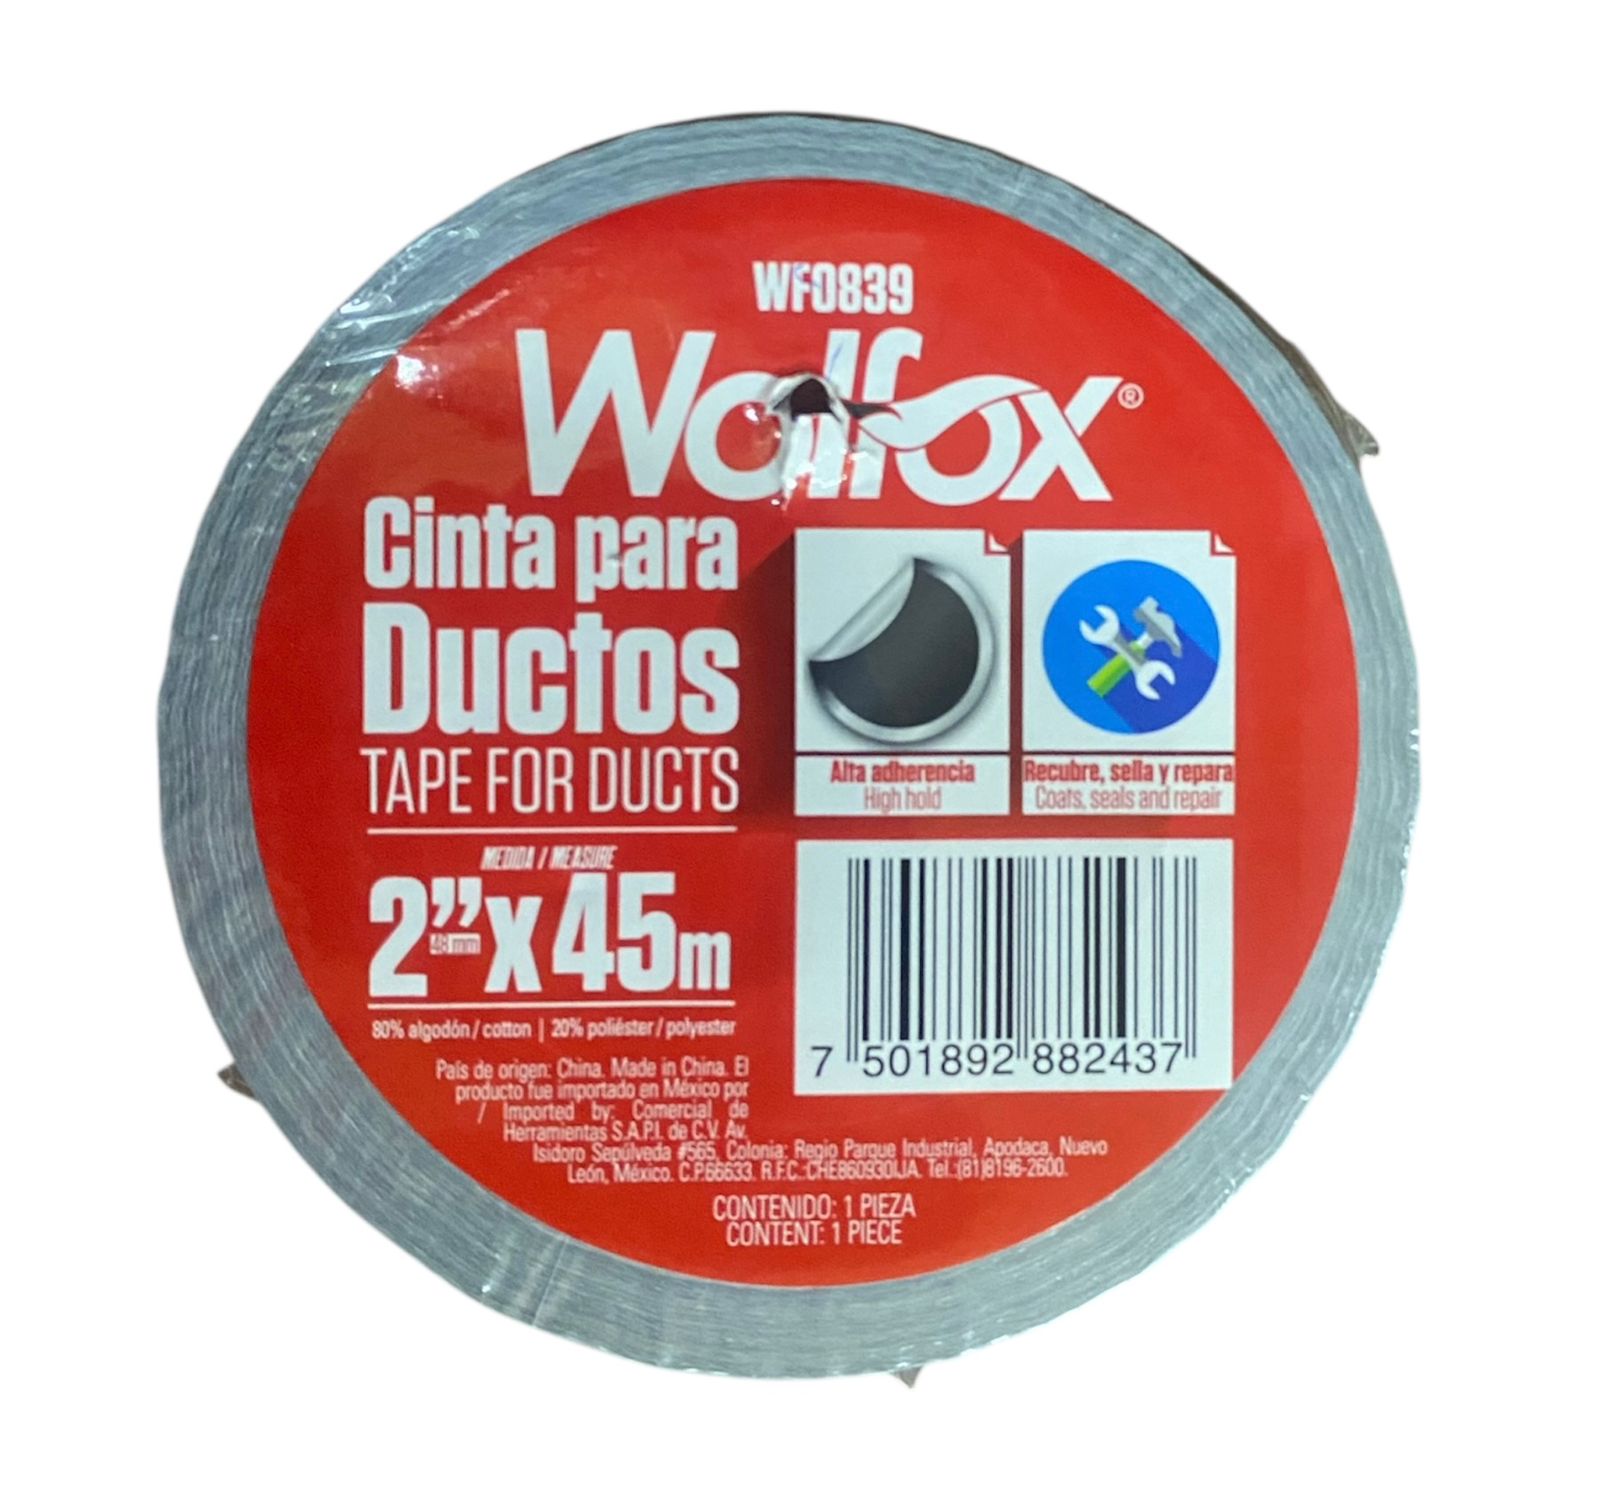 WF0839
Wolfox®
Cinta para
Ductos
TAPE FOR DUCTS
MEDIDA / MEASURE
2” x 45m
48 mm
80% algodón / cotton | 20% poliéster / polyester
Alta adherencia
High hold
Recubre, sella y repara
Coats, seals and repair
7 501892 882437
País de origen: China. Made in China. El
producto fue importado en México por
/ Imported by: Comercial de
Herramientas S.A.P.I. de C.V. Av.
Isidoro Sepúlveda #565, Colonia: Regio Parque Industrial, Apodaca, Nuevo
León, México. C.P.66633. R.F.C.:CHE860930IJA. Tel.:(81)8196-2600.
CONTENIDO: 1 PIEZA
CONTENT: 1 PIECE